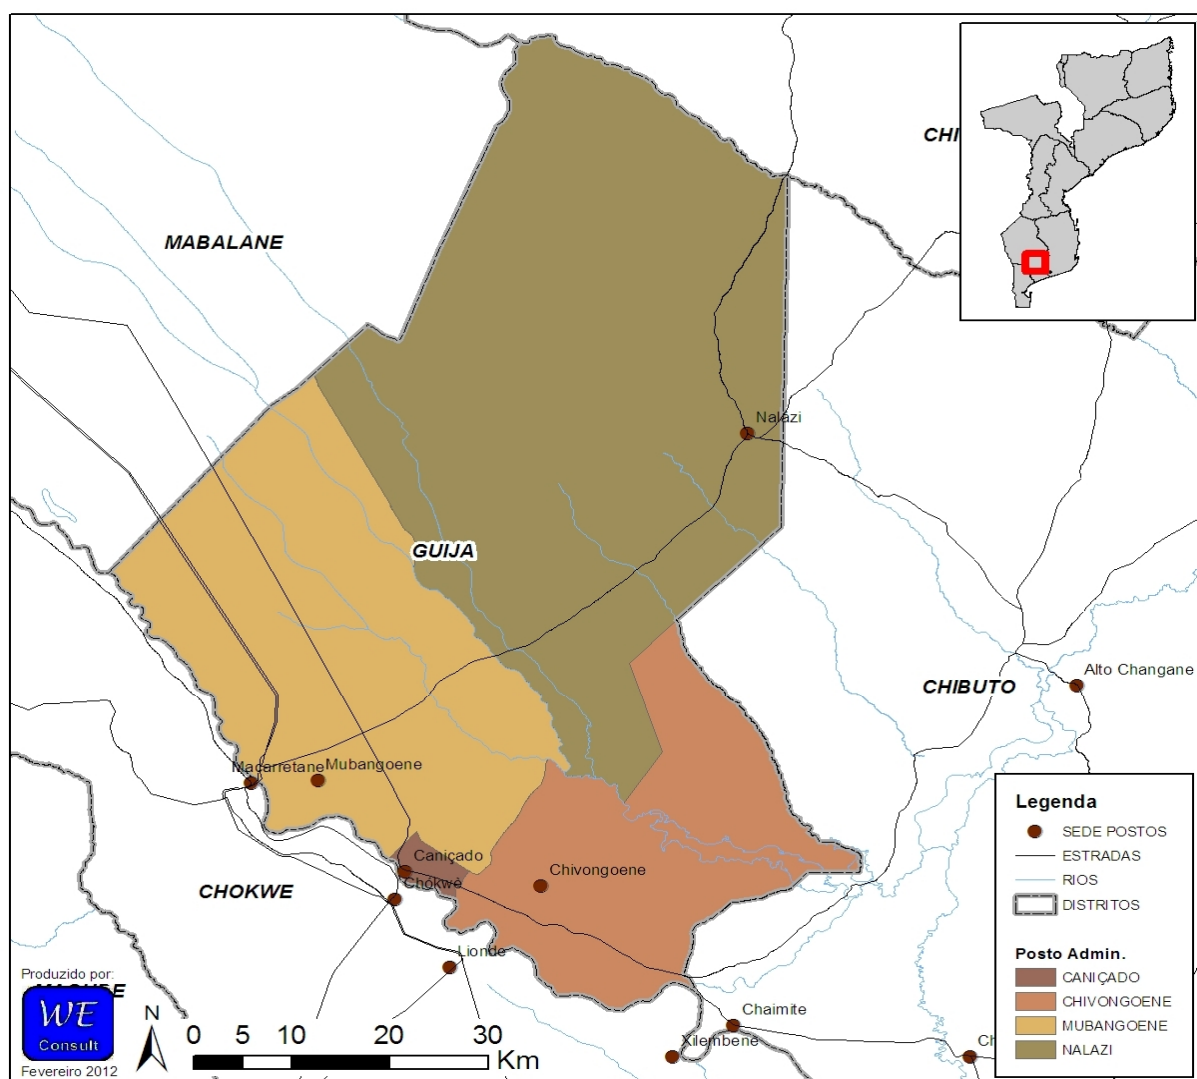 CHI
MABALANE
Nalazi
GUIJA
CHIBUTO
Alto Changane
Macarretane
Mubangoene
Caniçado
Chivongoene
CHOKWE
Chókwè
Lionde
Chaimite
Xilembene
Ch
Legenda
SEDE POSTOS
ESTRADAS
RIOS
DISTRITOS
Posto Admin.
CANIÇADO
CHIVONGOENE
MUBANGOENE
NALAZI
Produzido por:
WE
Consult
Fevereiro 2012
N
0 5 10 20 30
Km